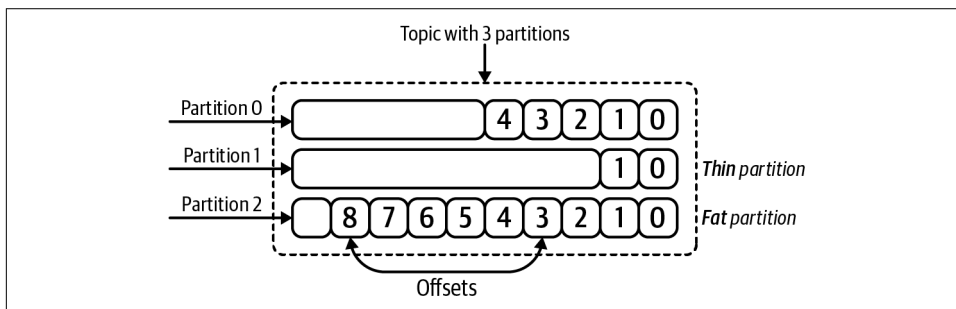 Topic with 3 partitions
Partition 0
4 3 2 1 0
Partition 1
1 0
Thin partition
Partition 2
8 7 6 5 4 3 2 1 0
Fat partition
Offsets